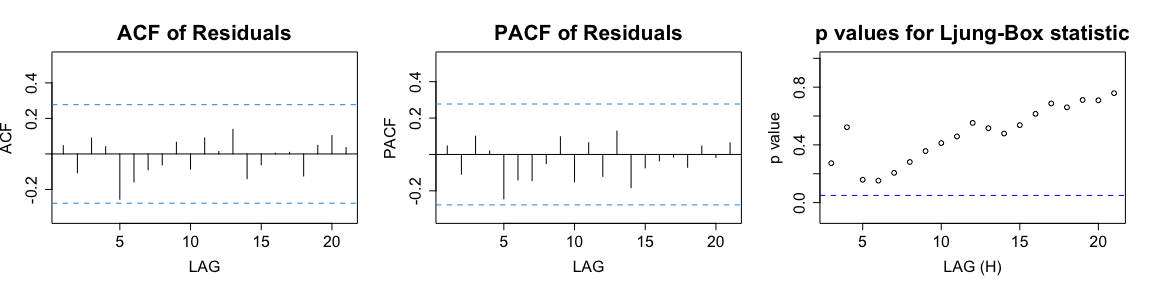 ACF of Residuals
ACF
0.4
0.2
-0.2
5
10
15
20
LAG
PACF of Residuals
PACF
0.4
0.2
-0.2
5
10
15
20
LAG
p values for Ljung-Box statistic
p value
0.8
0.4
0.0
5
10
15
20
LAG (H)